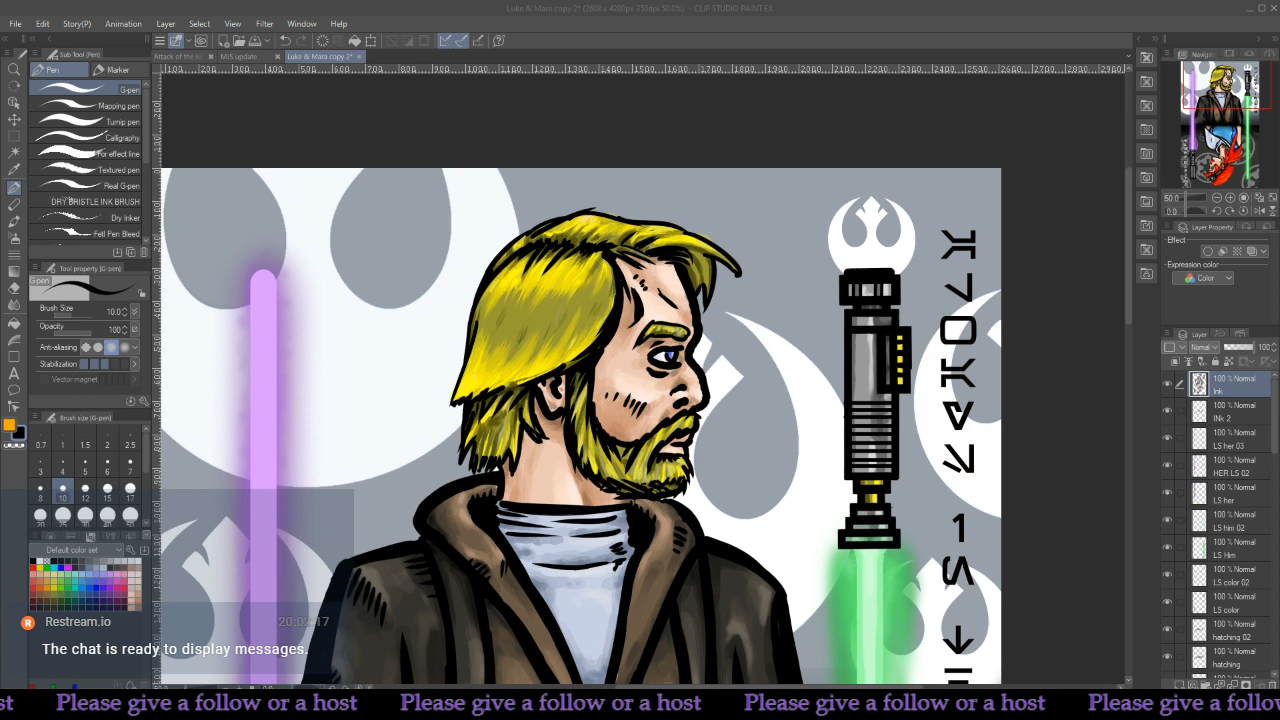 Luke & Mara copy 2* (2608 x 4200px 350dpi 50.0%) - CLIP STUDIO PAINT EX
File Edit Story(P) Animation Layer Select View Filter Window Help
Sub Tool [Pen]
Attack of the
MJS update
Luke & Mara copy 2*
Navig
Pen
Marker
G-pen
Mapping pen
Turnip pen
Calligraphy
For effect line
Textured pen
Real G-pen
DRY BRISTLE INK BRUSH
Dry Inker
Felt Pen Bleed
Tool property [G-pen]
G-pen
Brush Size 10.0
Opacity 100
Anti-aliasing
Stabilization
Vector magnet
Brush size [G-pen]
0.7 1 1.5 2 2.5
3 4 5 6 7
8 10 12 15 17
20 25 30 40 50
Default color set
50.0
0.0
Layer Property
Effect
Expression color
Color
Layer
Normal 100
100 % Normal
Ink
100 % Normal
INk 2
100 % Normal
LS her 03
100 % Normal
HER LS 02
100 % Normal
LS her
100 % Normal
LS him 02
100 % Normal
LS Him
100 % Normal
LS color 02
100 % Normal
LS color
100 % Normal
hatching 02
100 % Normal
hatching
Restream.io
The chat is ready to display messages.
st Please give a follow or a host Please give a follow or a host Please give a follow or a host Please give a follow